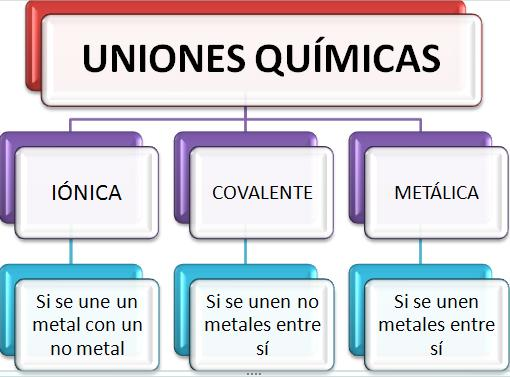 UNIONES QUÍMICAS
IÓNICA
COVALENTE
METÁLICA
Si se une un
metal con un
no metal
Si se unen no
metales entre
sí
Si se unen
metales entre
sí